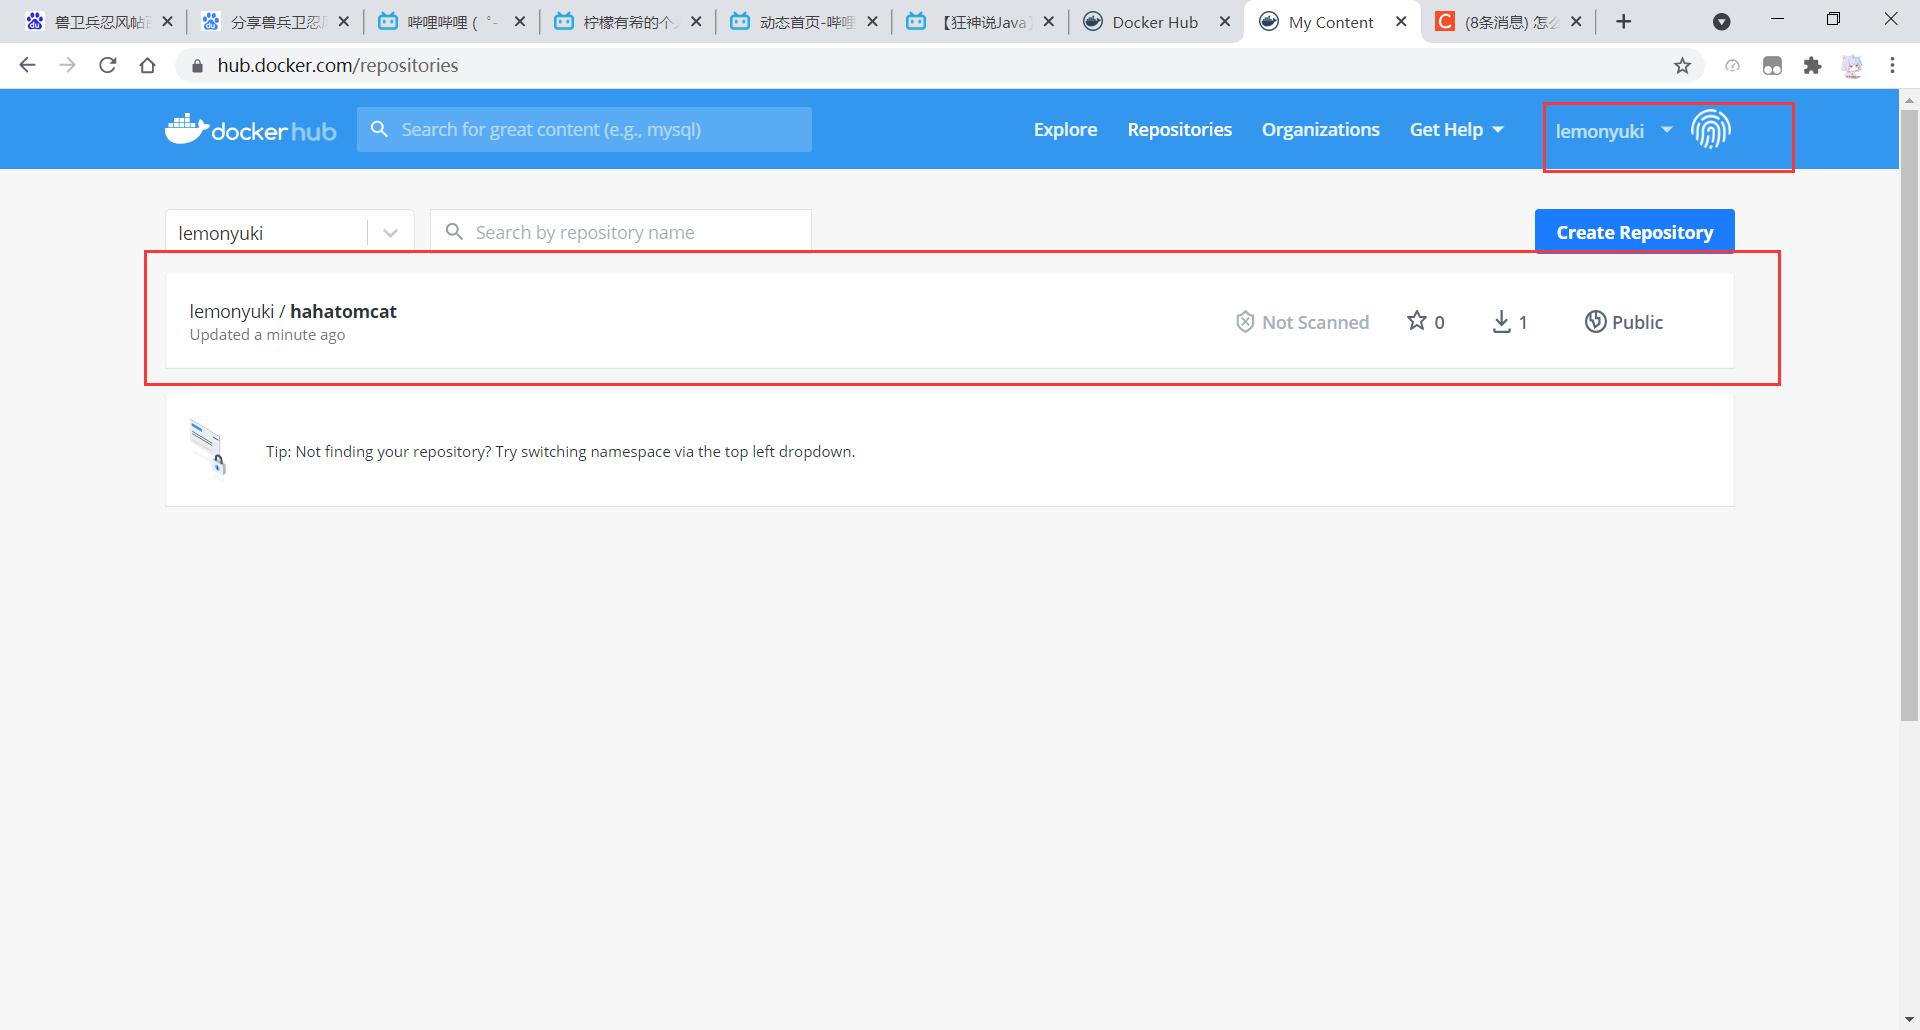 兽卫兵忍风帖
分享兽兵卫忍
哔哩哔哩 ( ゜-
柠檬有希的个
动态首页-哔哩
【狂神说Java】
Docker Hub
My Content
(8条消息) 怎么
hub.docker.com/repositories
docker hub
Search for great content (e.g., mysql)
Explore
Repositories
Organizations
Get Help
lemonyuki
lemonyuki
Search by repository name
Create Repository
lemonyuki / hahatomcat
Updated a minute ago
Not Scanned
0
1
Public
Tip: Not finding your repository? Try switching namespace via the top left dropdown.